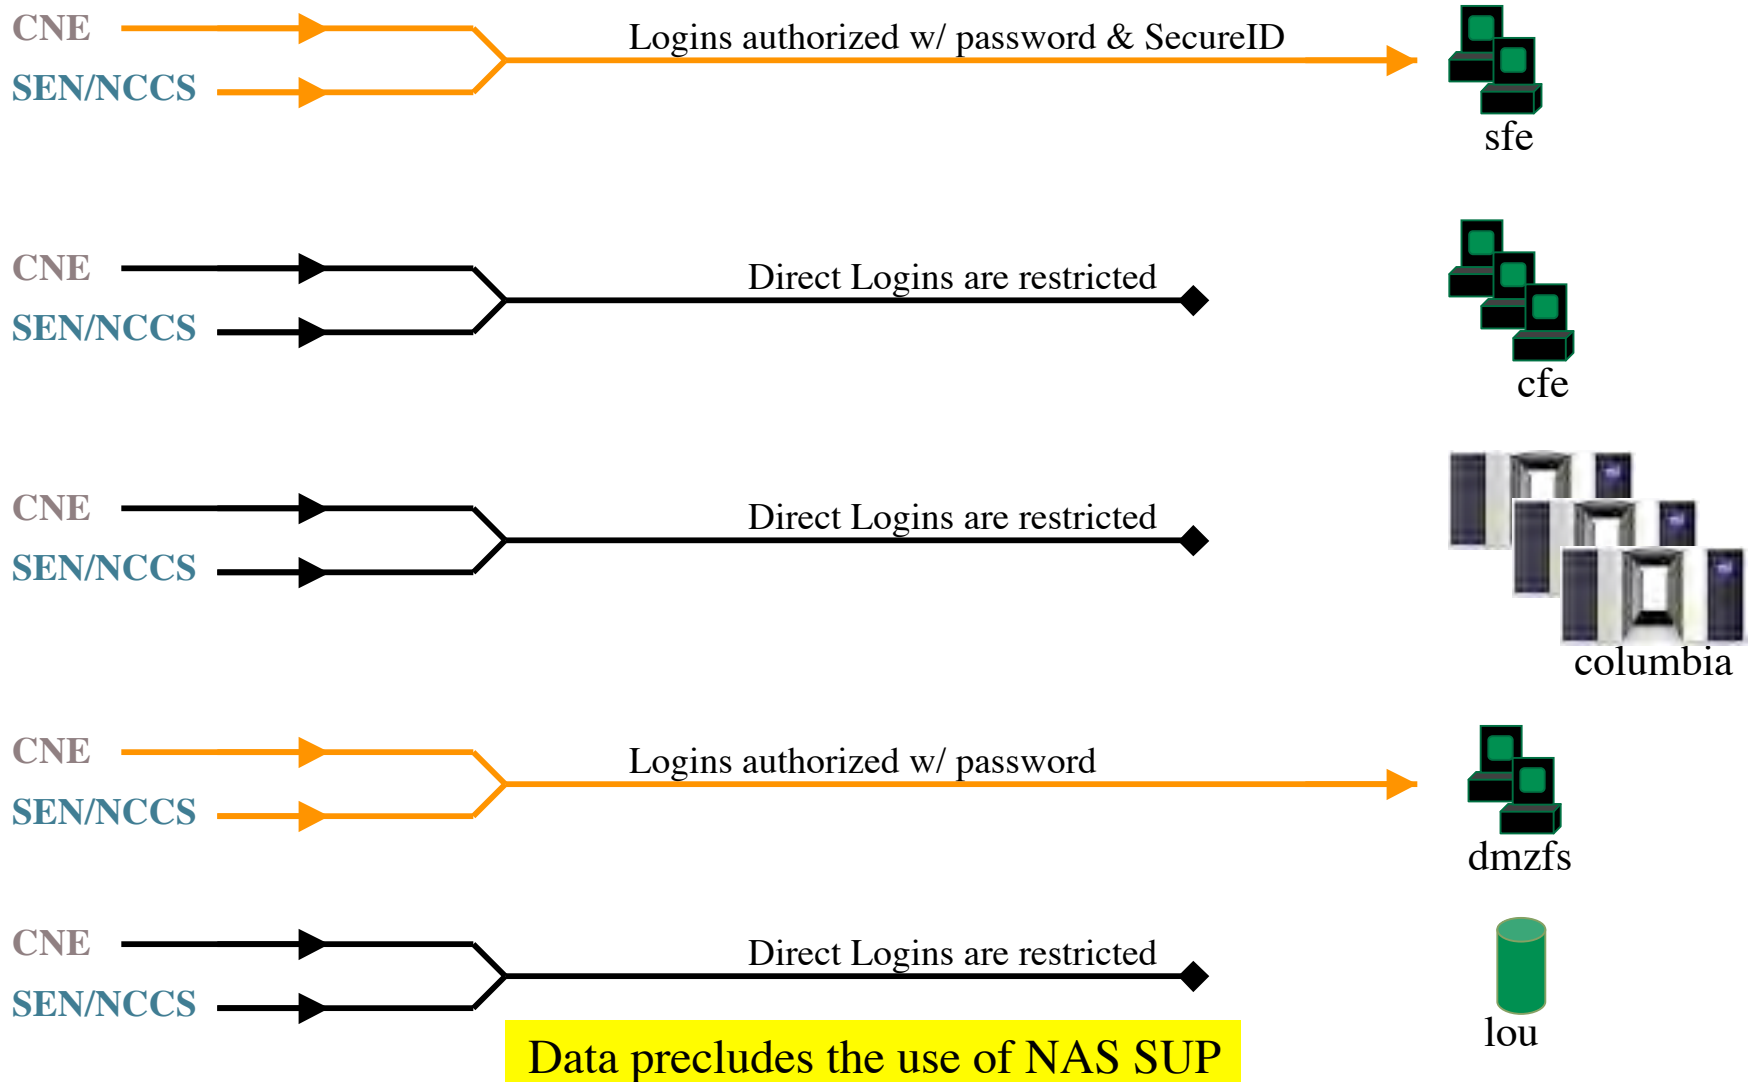 CNE
Logins authorized w/ password & SecureID
SEN/NCCS
sfe
CNE
Direct Logins are restricted
SEN/NCCS
cfe
CNE
Direct Logins are restricted
SEN/NCCS
columbia
CNE
Logins authorized w/ password
SEN/NCCS
dmzfs
CNE
Direct Logins are restricted
SEN/NCCS
lou
Data precludes the use of NAS SUP